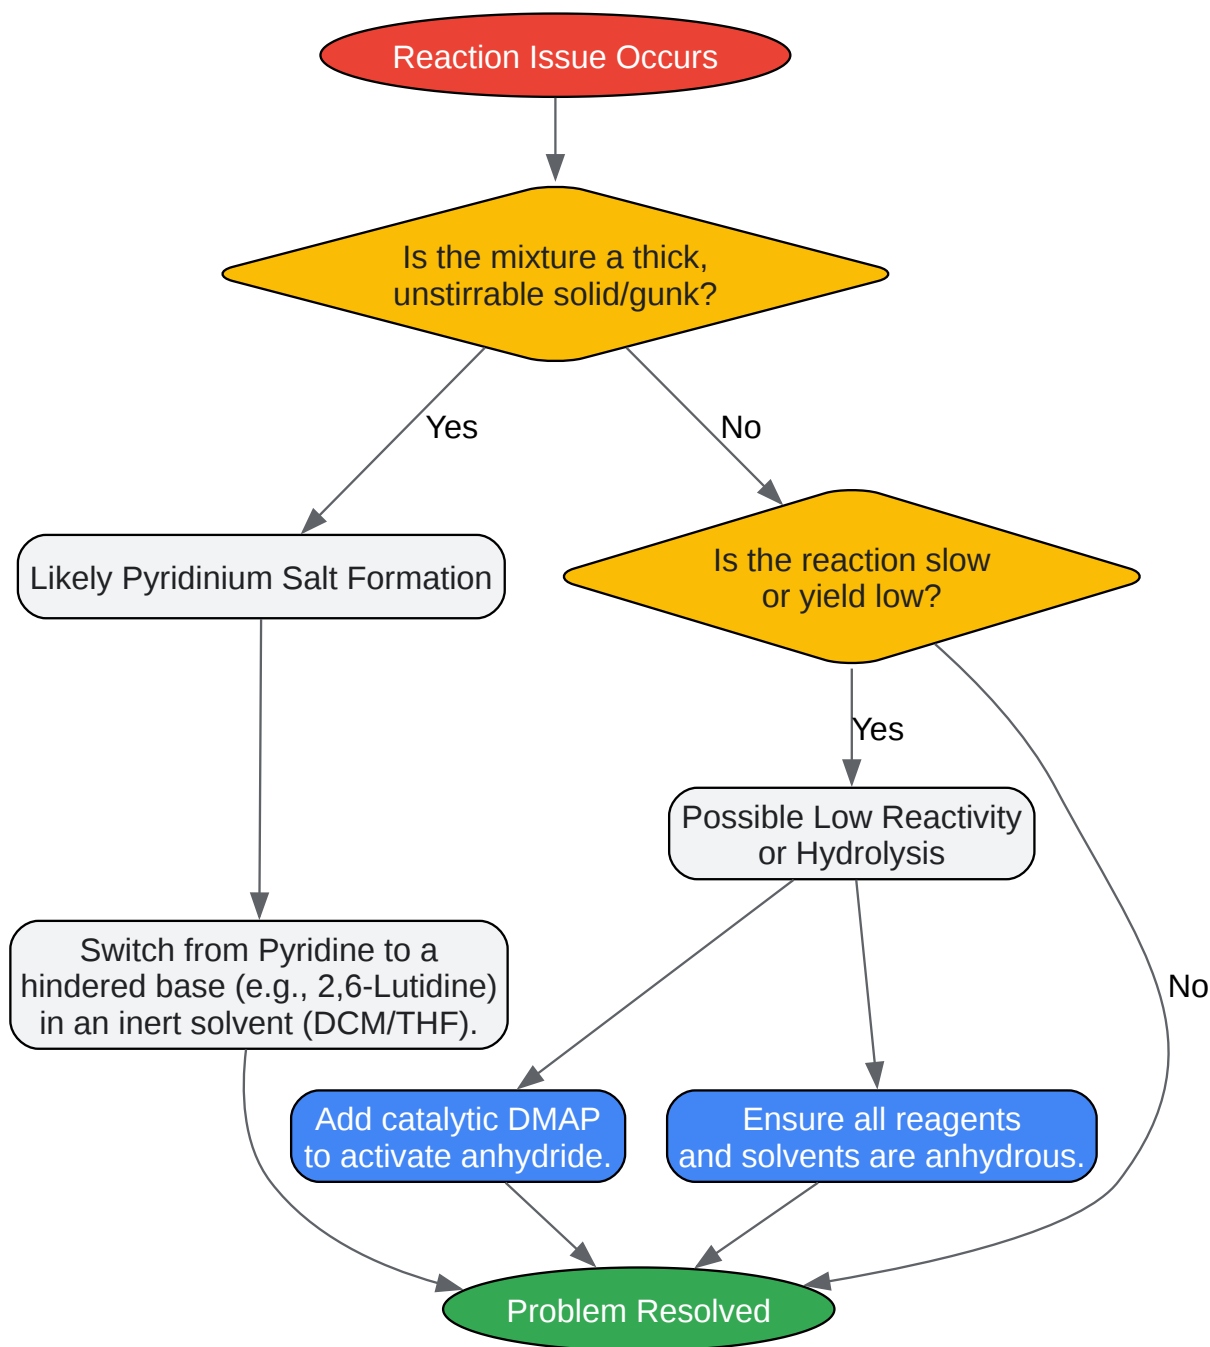 Reaction Issue Occurs
Is the mixture a thick,
unstirrable solid/gunk?
Yes
No
Likely Pyridinium Salt Formation
Is the reaction slow
or yield low?
Yes
Possible Low Reactivity
or Hydrolysis
Switch from Pyridine to a
hindered base (e.g., 2,6-Lutidine)
in an inert solvent (DCM/THF).
No
Add catalytic DMAP
to activate anhydride.
Ensure all reagents
and solvents are anhydrous.
Problem Resolved